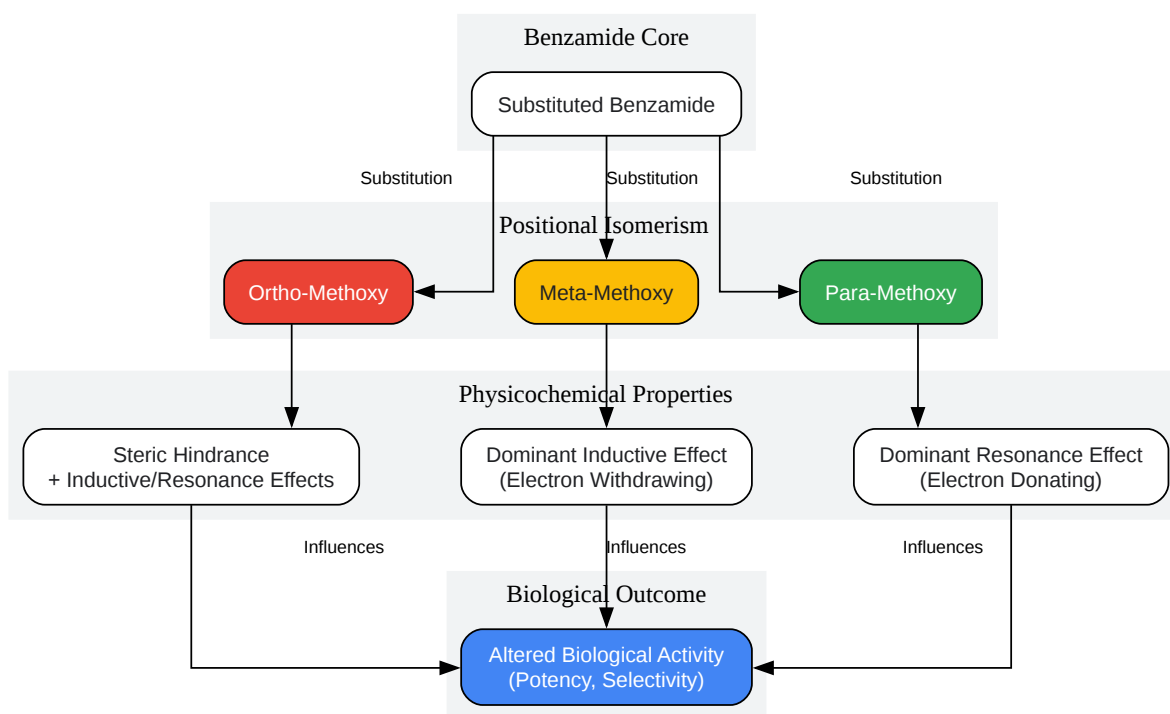 Benzamide Core
Substituted Benzamide
Substitution
Substitution
Substitution
Positional Isomerism
Ortho-Methoxy
Meta-Methoxy
Para-Methoxy
Physicochemical Properties
Steric Hindrance
+ Inductive/Resonance Effects
Dominant Inductive Effect
(Electron Withdrawing)
Dominant Resonance Effect
(Electron Donating)
Influences
Influences
Influences
Biological Outcome
Altered Biological Activity
(Potency, Selectivity)